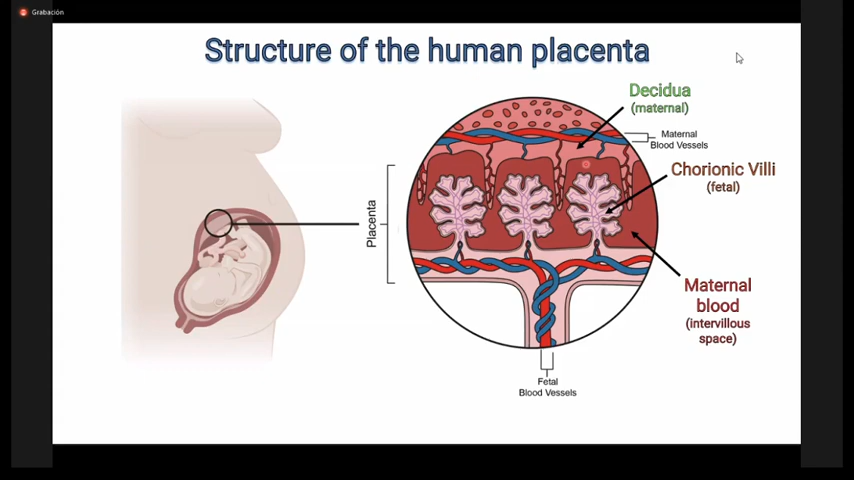 Grabación
Structure of the human placenta
Decidua
(maternal)
Maternal
Blood Vessels
Chorionic Villi
(fetal)
Placenta
Maternal
blood
(intervillous
space)
Fetal
Blood Vessels